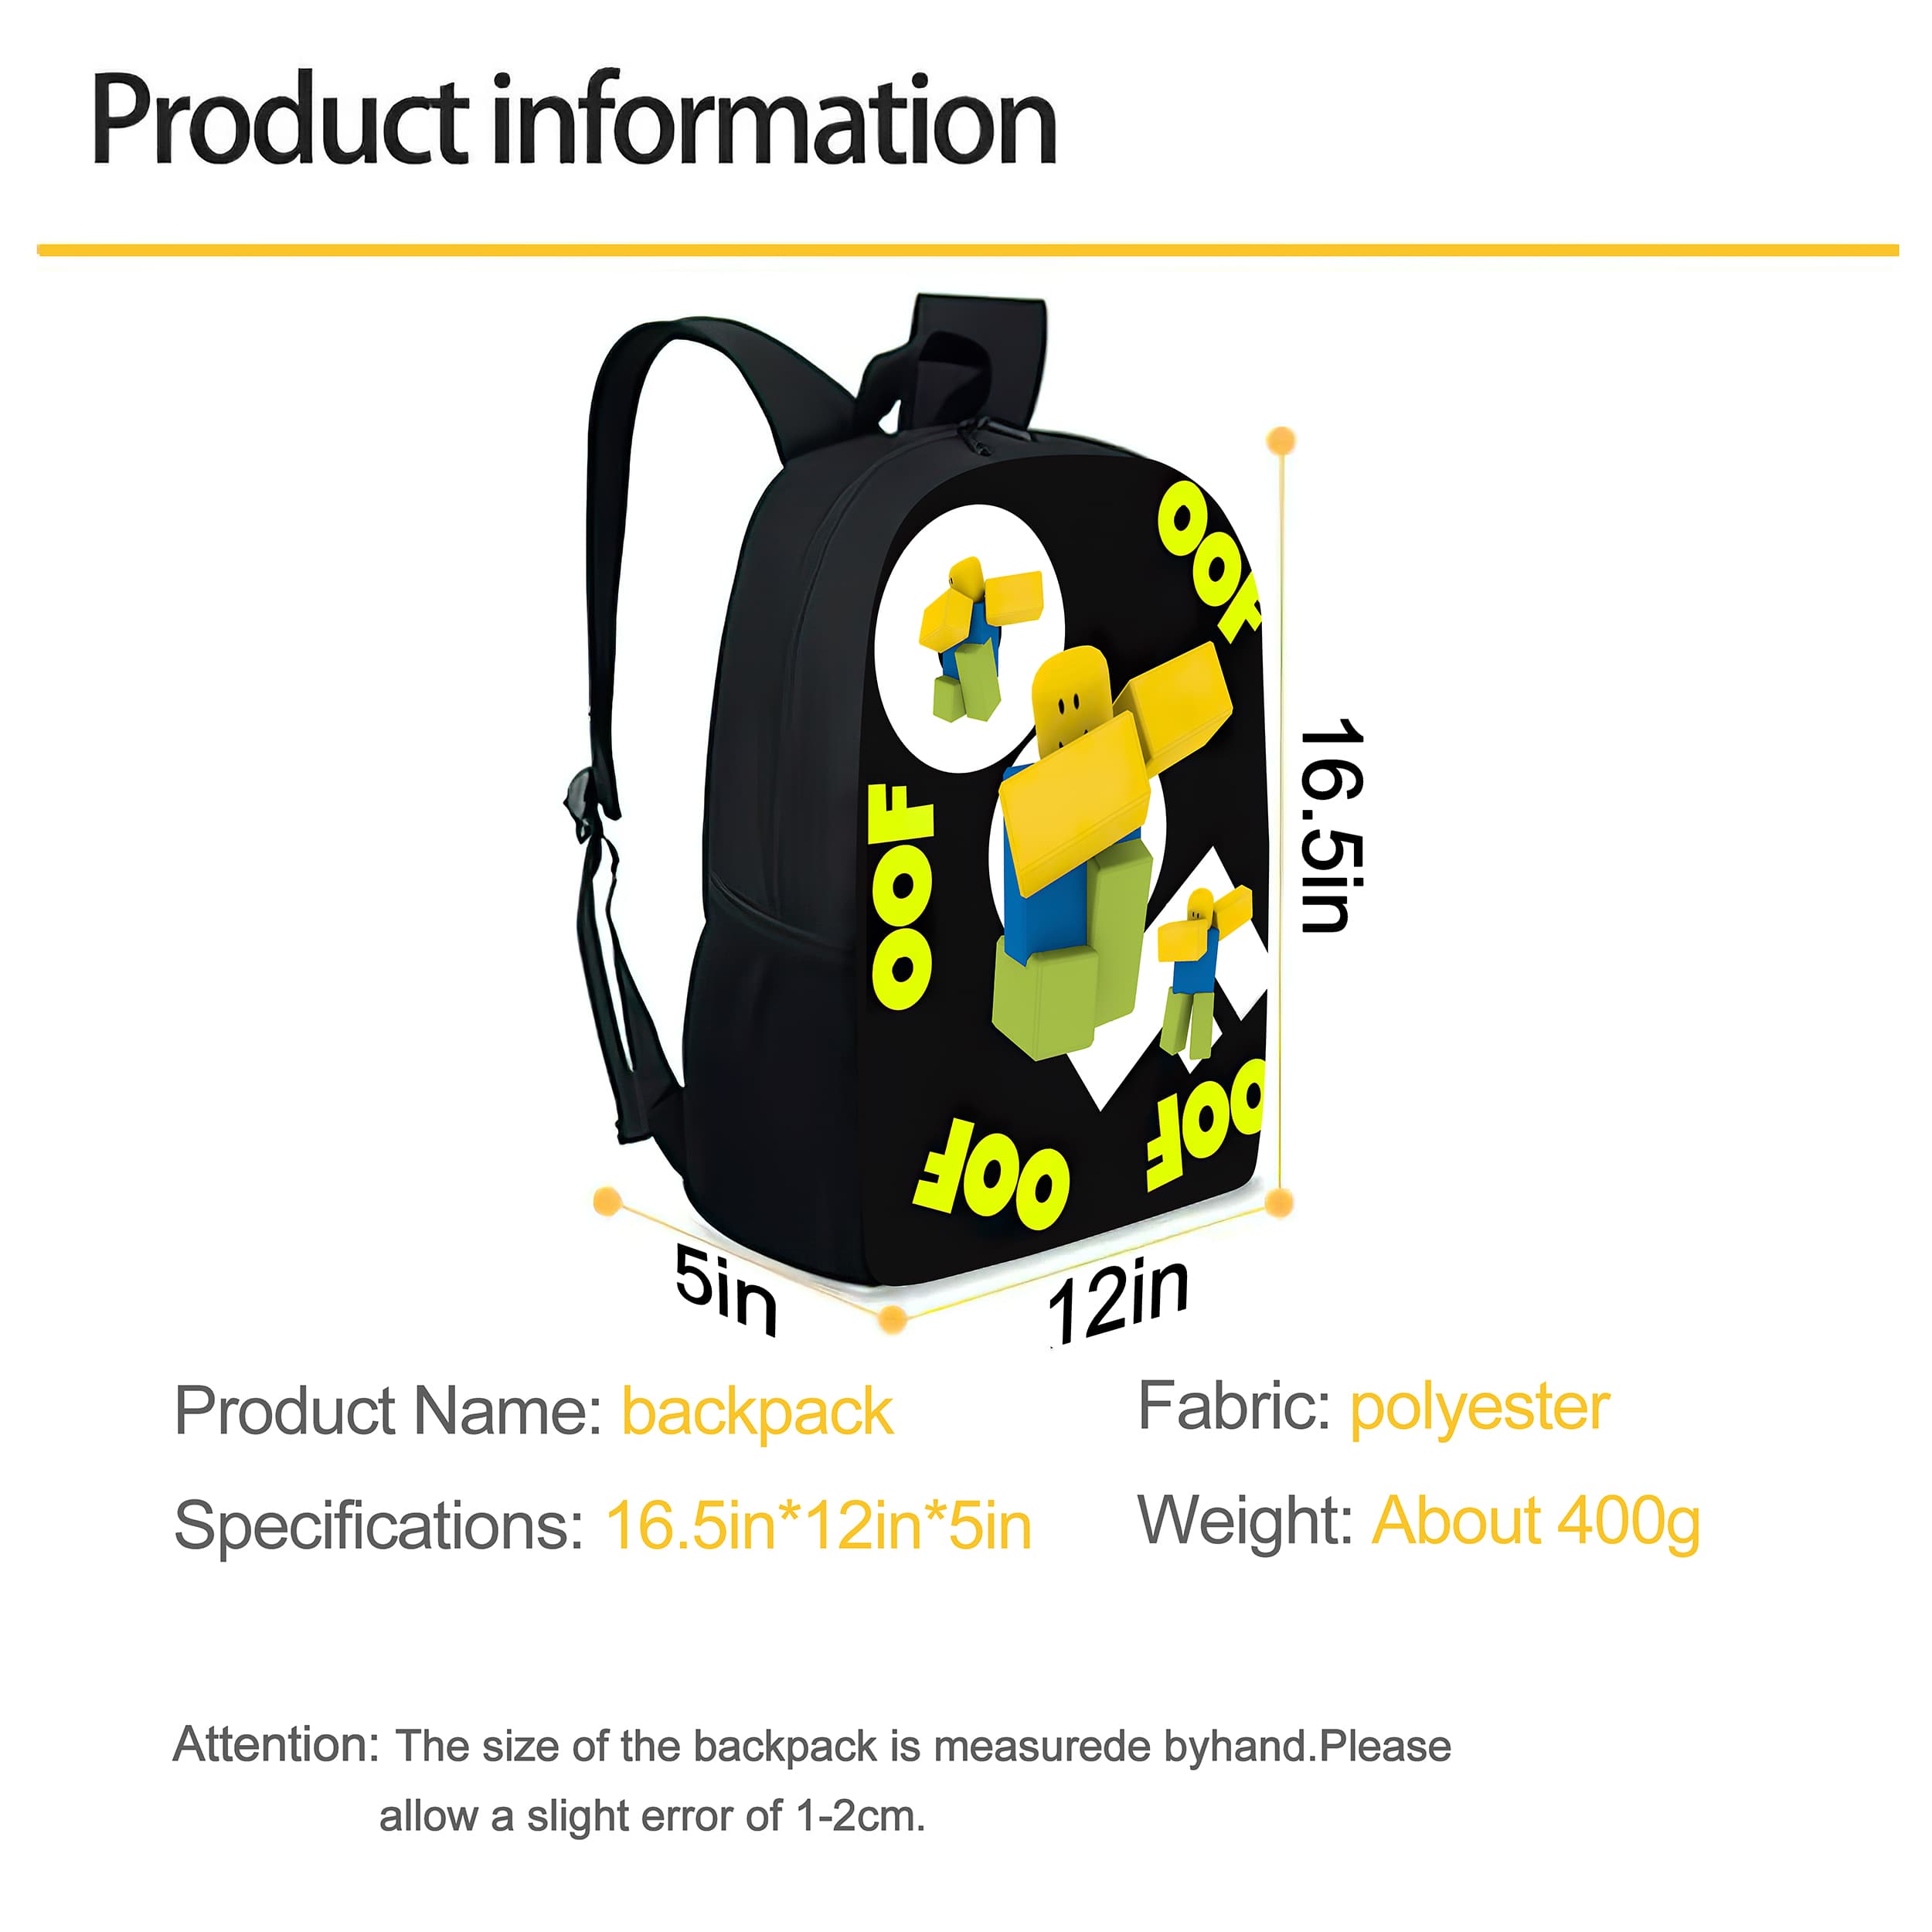 Product information
OOF
OOF
OOF
OOF
16.5in
5in
12in
Product Name: backpack
Fabric: polyester
Specifications: 16.5in*12in*5in
Weight: About 400g
Attention: The size of the backpack is measurede byhand.Please
allow a slight error of 1-2cm.